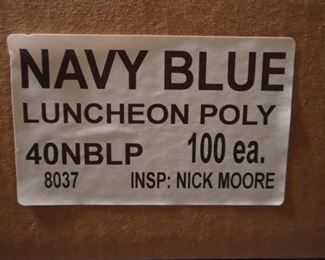 NAVY BLUE
LUNCHEON POLY
40NBLP 100 ea.
8037 INSP: NICK MOORE